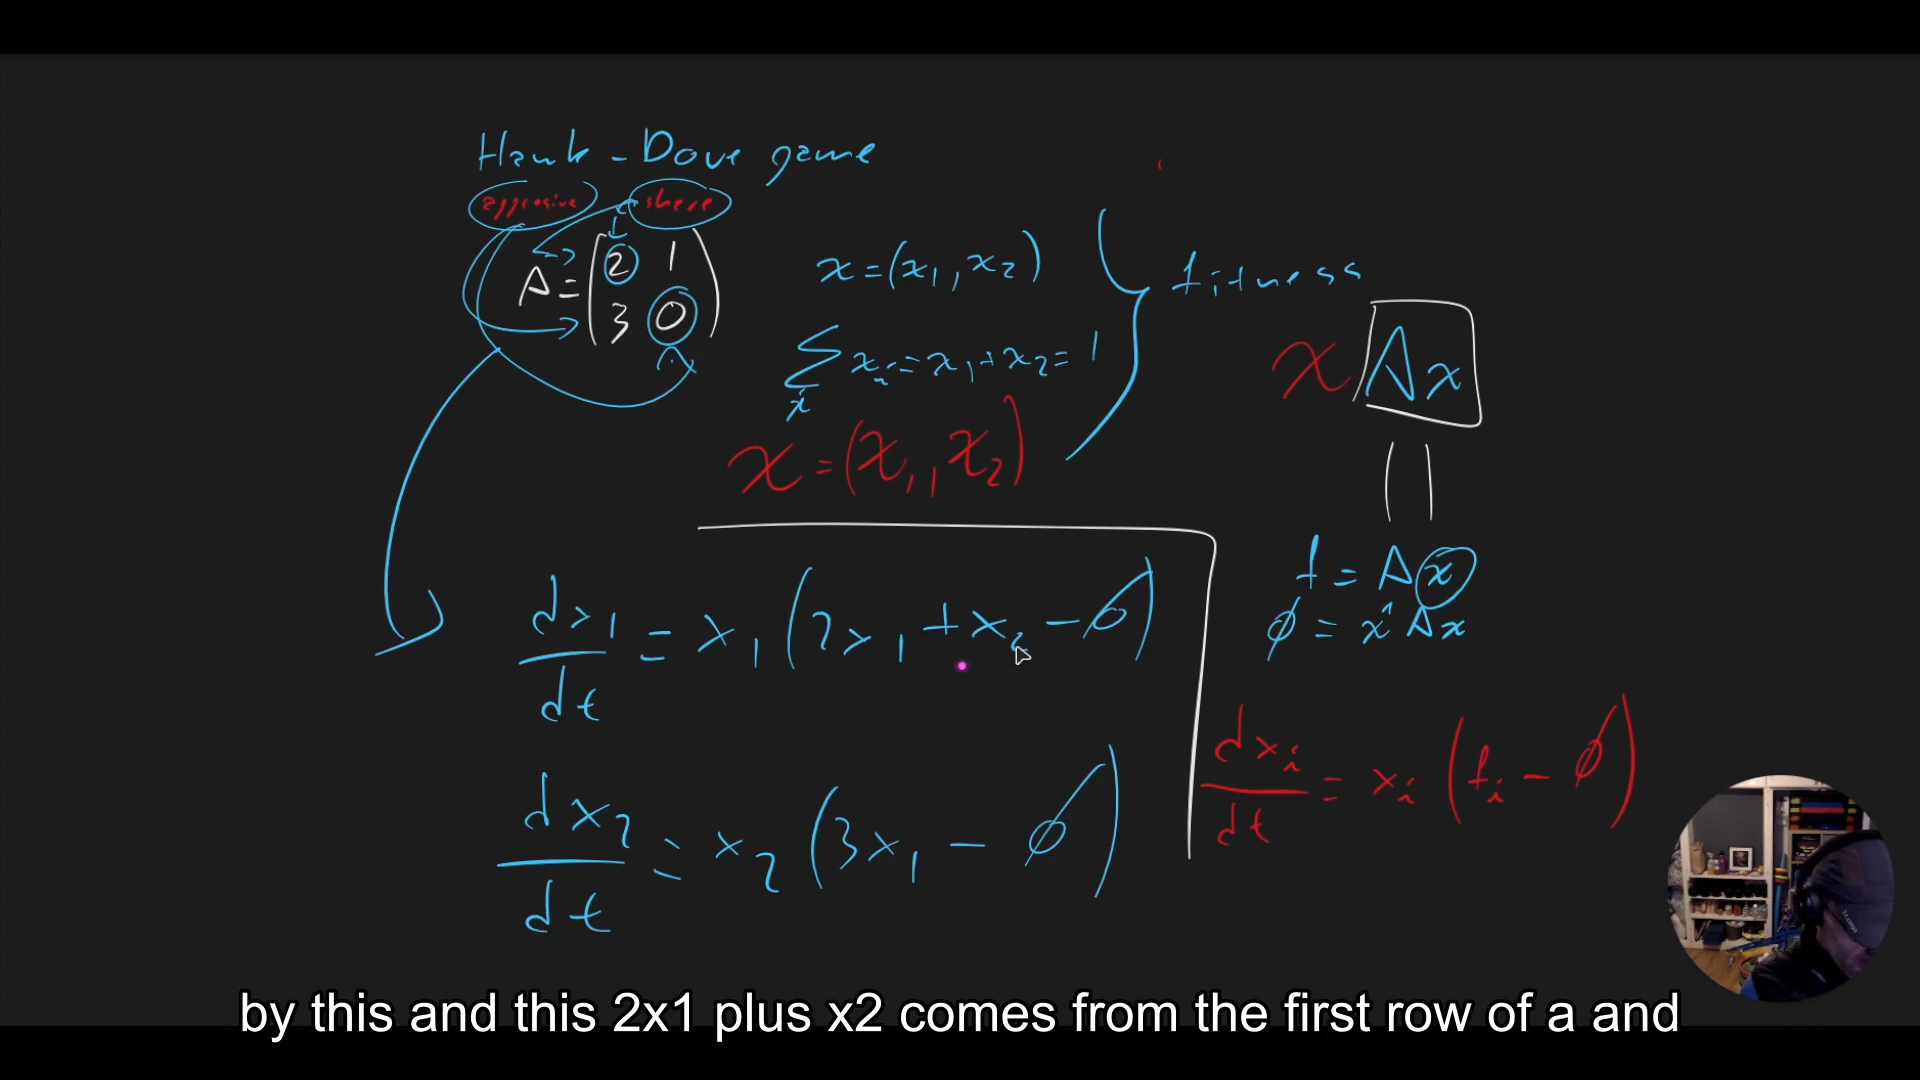 Hawk - Dove game
aggresive share
A = (2 1
3 0)
x = (x1, x2)
∑i xi = x1 + x2 = 1
x = (x1, x2)
fitness
x Ax
||
f = Ax
ϕ = x^ Ax
dx1/dt = x1 (2x1 + x2 - ϕ)
dxi/dt = xi (fi - ϕ)
dx2/dt = x2 (3x1 - ϕ)
by this and this 2x1 plus x2 comes from the first row of a and